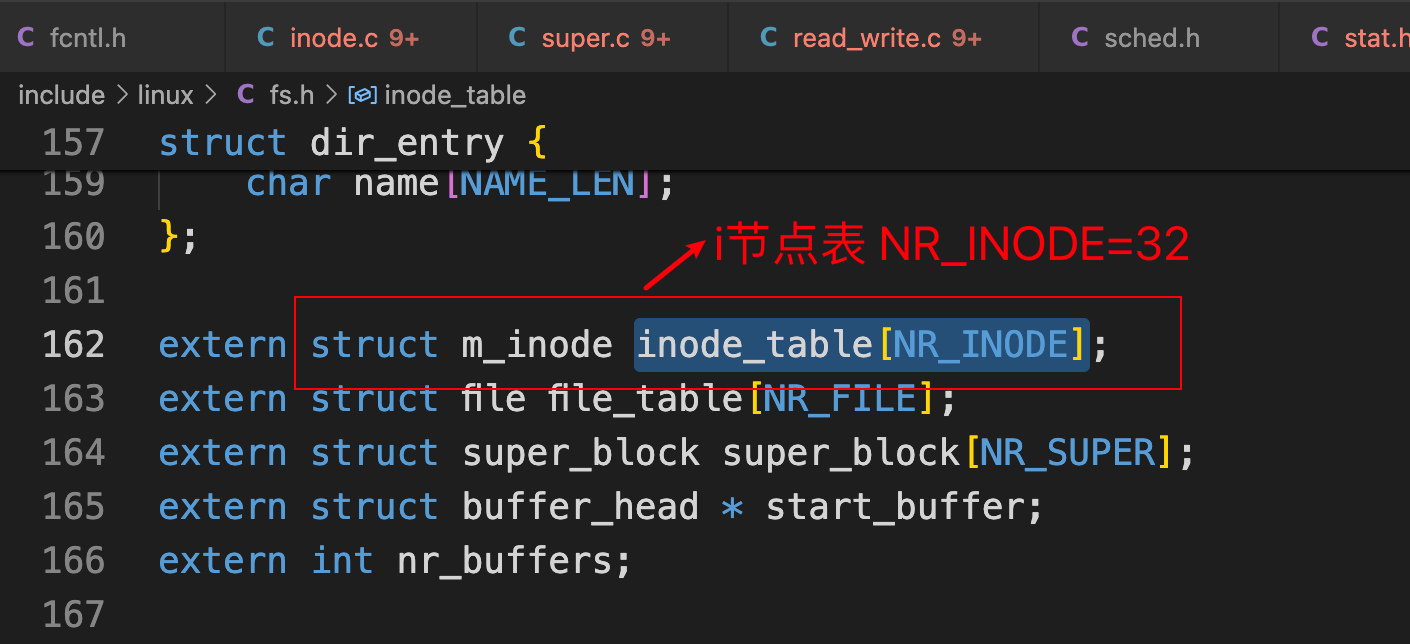 C fcntl.h C inode.c 9+ C super.c 9+ C read_write.c 9+ C sched.h C stat.h
include > linux > C fs.h > inode_table
157 struct dir_entry {
159 char name[NAME_LEN];
160 };
i节点表 NR_INODE=32
161
162 extern struct m_inode inode_table[NR_INODE];
163 extern struct file file_table[NR_FILE];
164 extern struct super_block super_block[NR_SUPER];
165 extern struct buffer_head * start_buffer;
166 extern int nr_buffers;
167